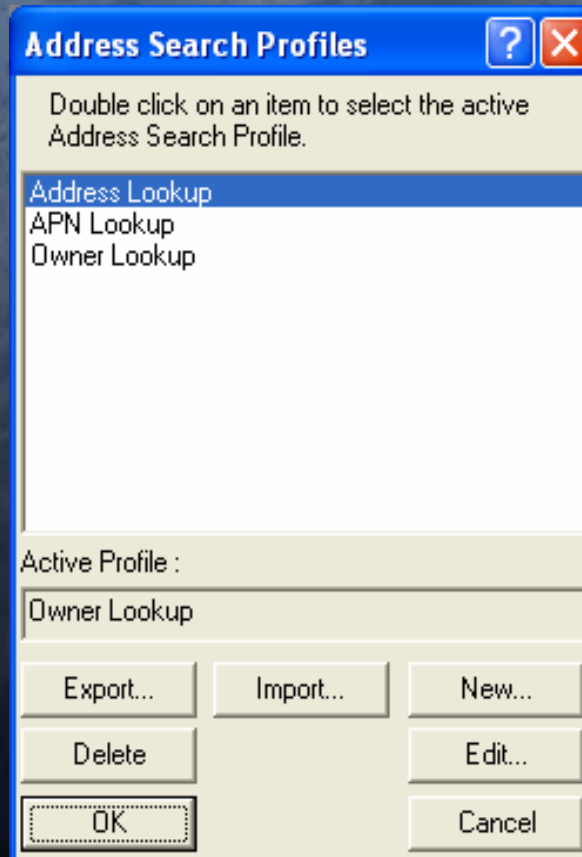 Address Search Profiles
Double click on an item to select the active
Address Search Profile.
Address Lookup
APN Lookup
Owner Lookup
Active Profile :
Owner Lookup
Export... Import... New...
Delete Edit...
OK Cancel